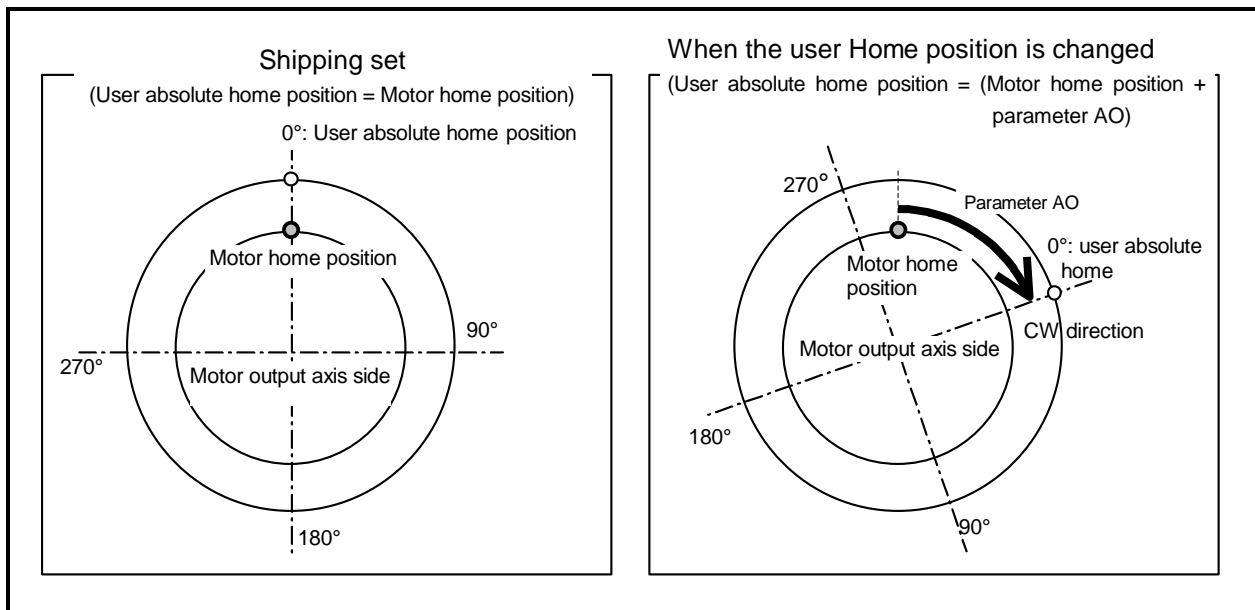 Shipping set
(User absolute home position = Motor home position)
0°: User absolute home position
Motor home position
90°
270°
Motor output axis side
180°
When the user Home position is changed
(User absolute home position = (Motor home position +
parameter AO)
270°
Parameter AO
0°: user absolute
home
Motor home
position
CW direction
Motor output axis side
180°
90°